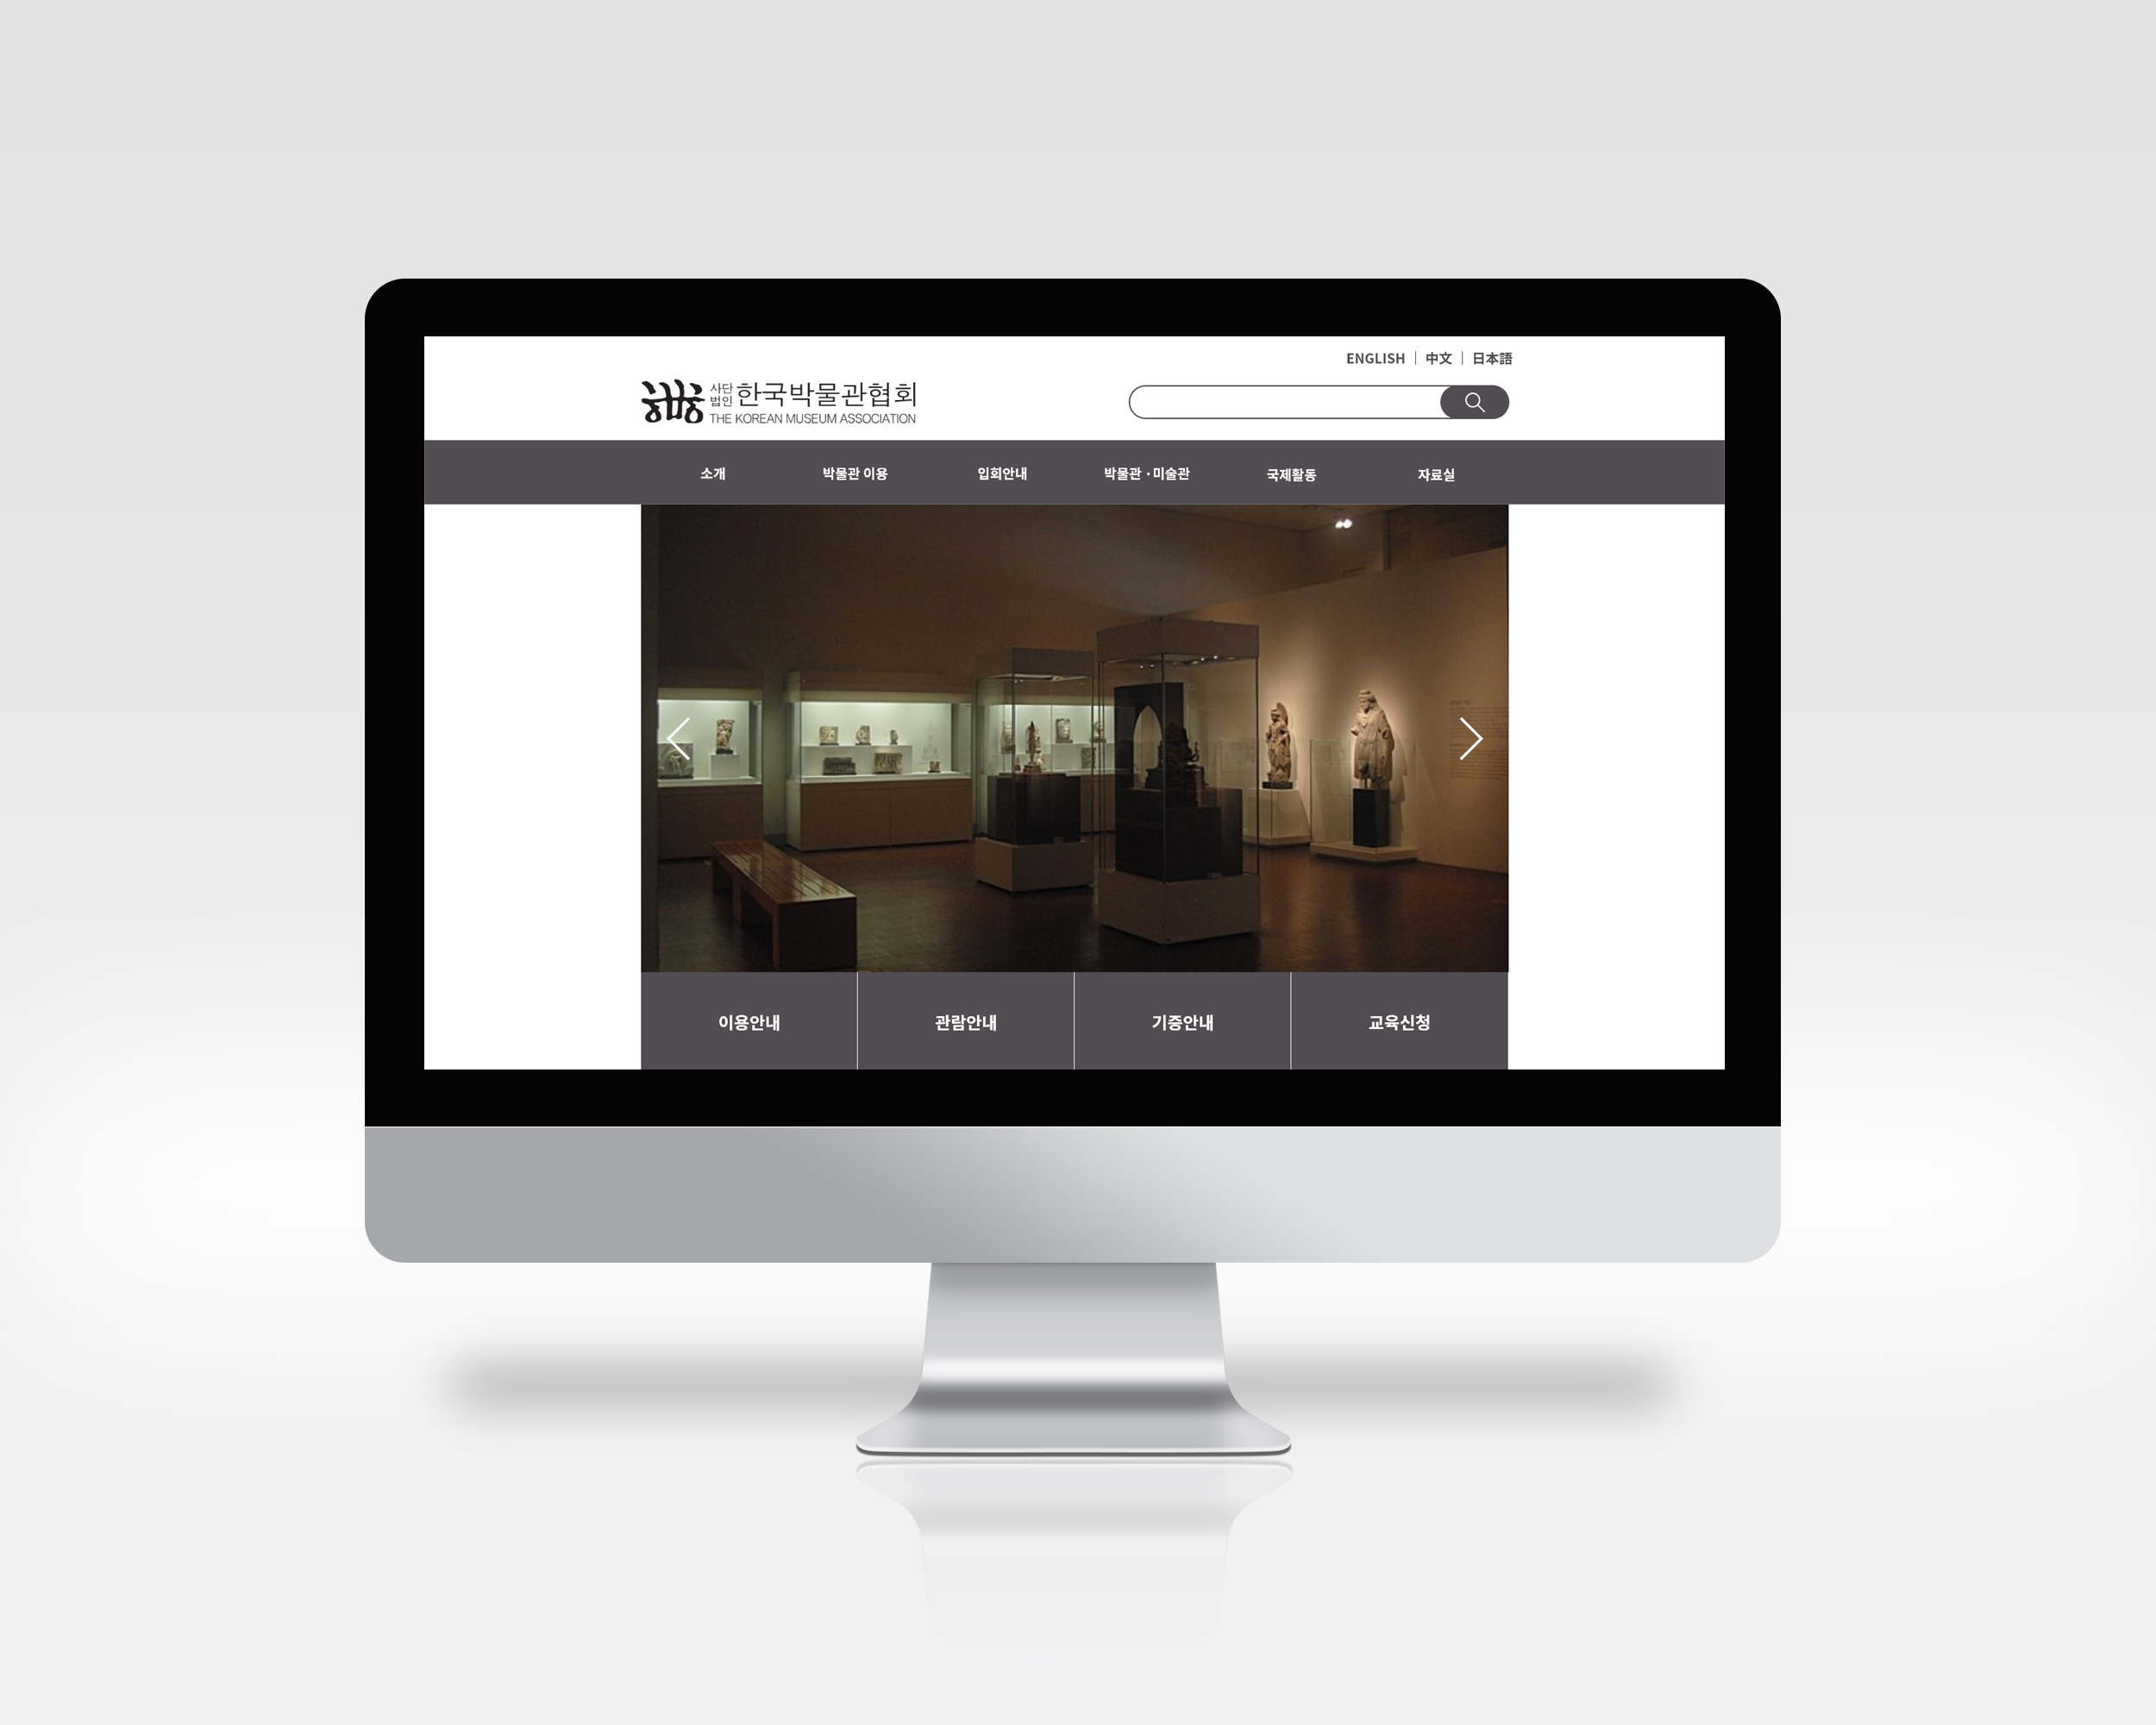 ENGLISH | 中文 | 日本語
사단
법인
한국박물관협회
THE KOREAN MUSEUM ASSOCIATION
소개 박물관 이용 입회안내 박물관 · 미술관 국제활동 자료실
이용안내 관람안내 기증안내 교육신청